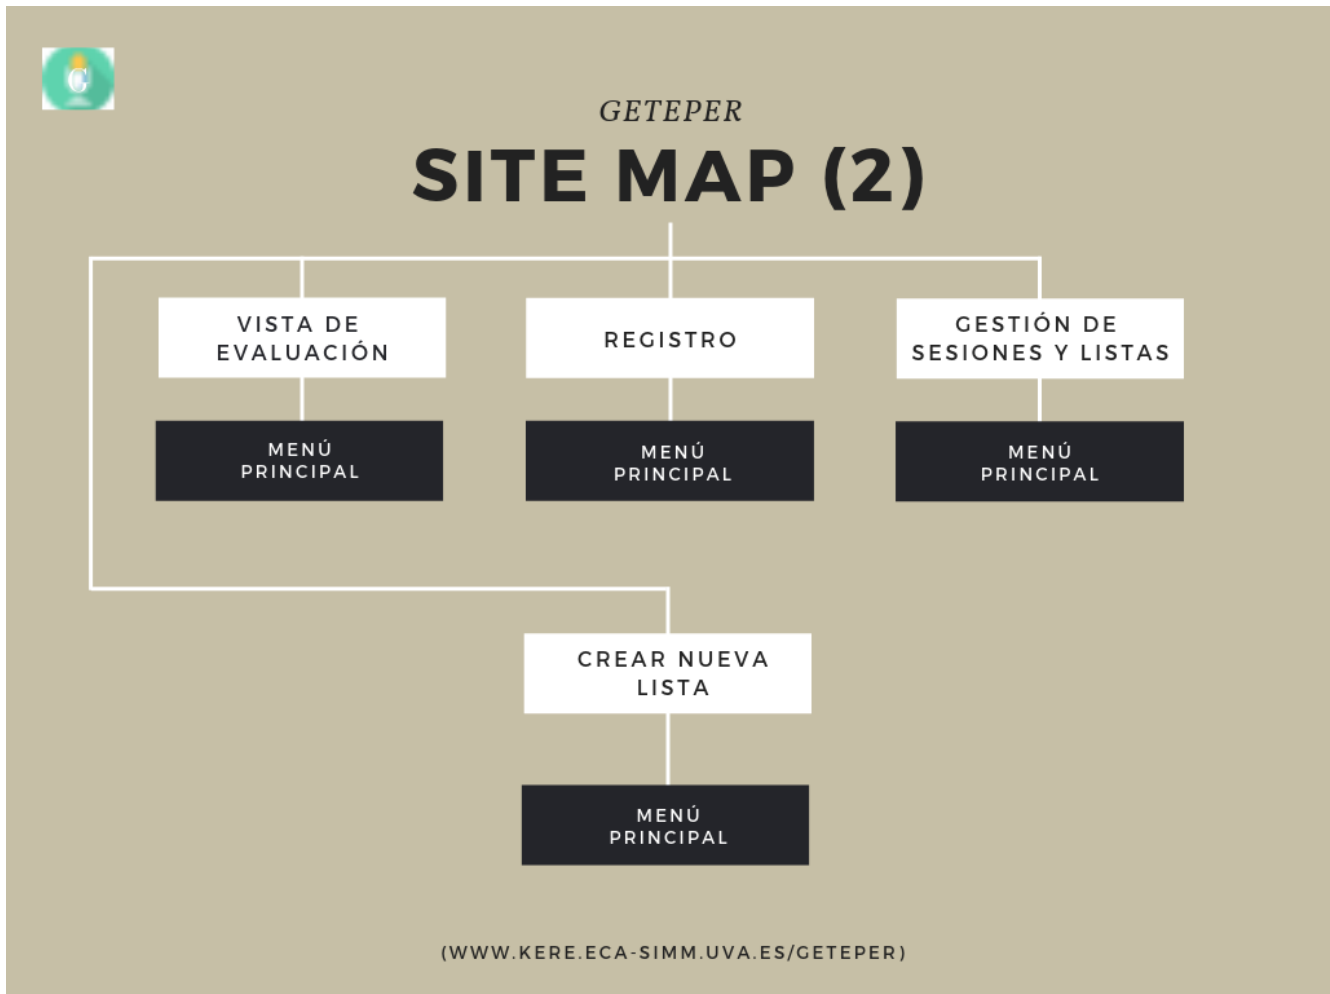 C
GETEPER
SITE MAP (2)
VISTA DE
EVALUACIÓN
REGISTRO
GESTIÓN DE
SESIONES Y LISTAS
MENÚ
PRINCIPAL
MENÚ
PRINCIPAL
MENÚ
PRINCIPAL
CREAR NUEVA
LISTA
MENÚ
PRINCIPAL
(WWW.KERE.ECA-SIMM.UVA.ES/GETEPER)